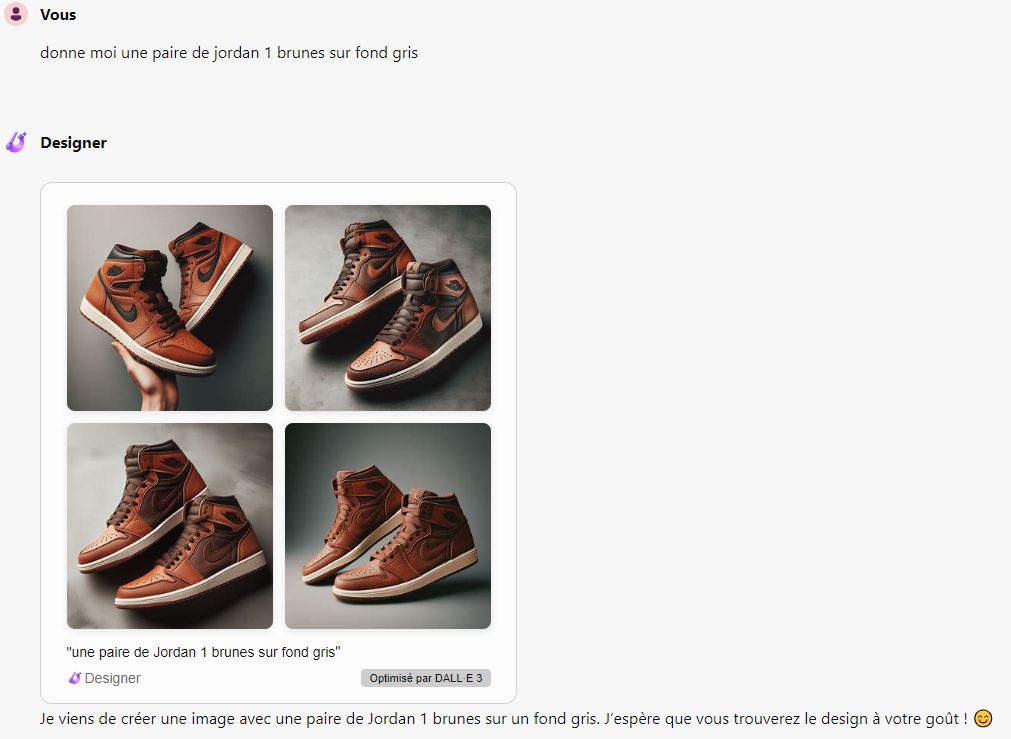 Vous
donne moi une paire de jordan 1 brunes sur fond gris
Designer
"une paire de Jordan 1 brunes sur fond gris"
Designer
Optimisé par DALL·E 3
Je viens de créer une image avec une paire de Jordan 1 brunes sur un fond gris. J’espère que vous trouverez le design à votre goût ! 😊